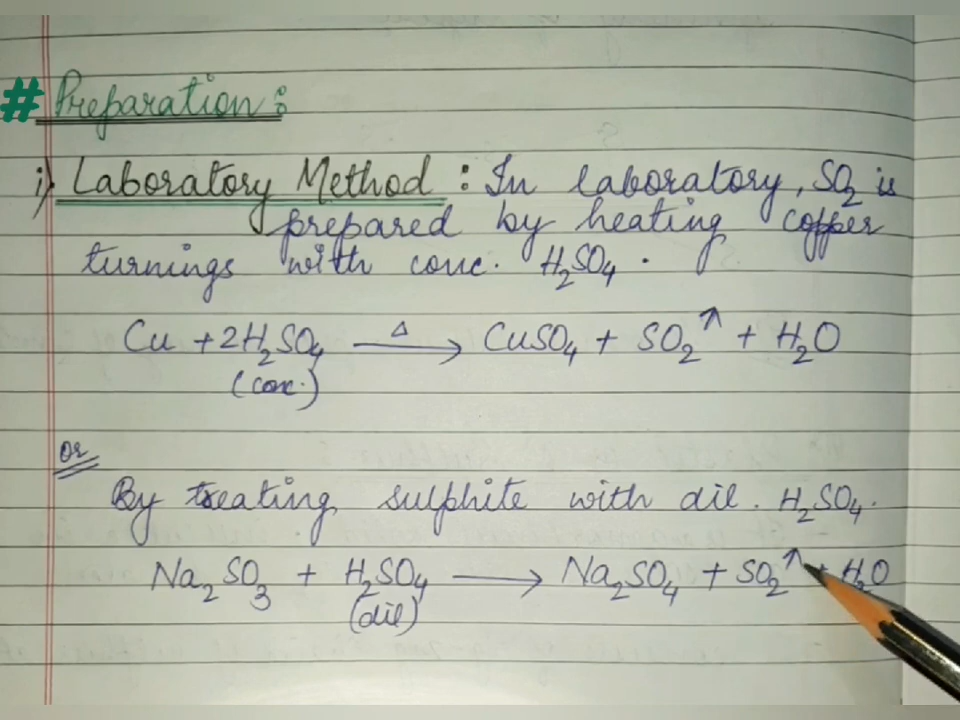 # Preparation :
i) Laboratory Method : In laboratory, SO₂ is
prepared by heating copper
turnings with conc. H₂SO₄ .
Cu + 2H₂SO₄ —Δ→ CuSO₄ + SO₂↑ + H₂O
(conc.)
Or
By treating sulphite with dil. H₂SO₄.
Na₂SO₃ + H₂SO₄ → Na₂SO₄ + SO₂↑ + H₂O
(dil)